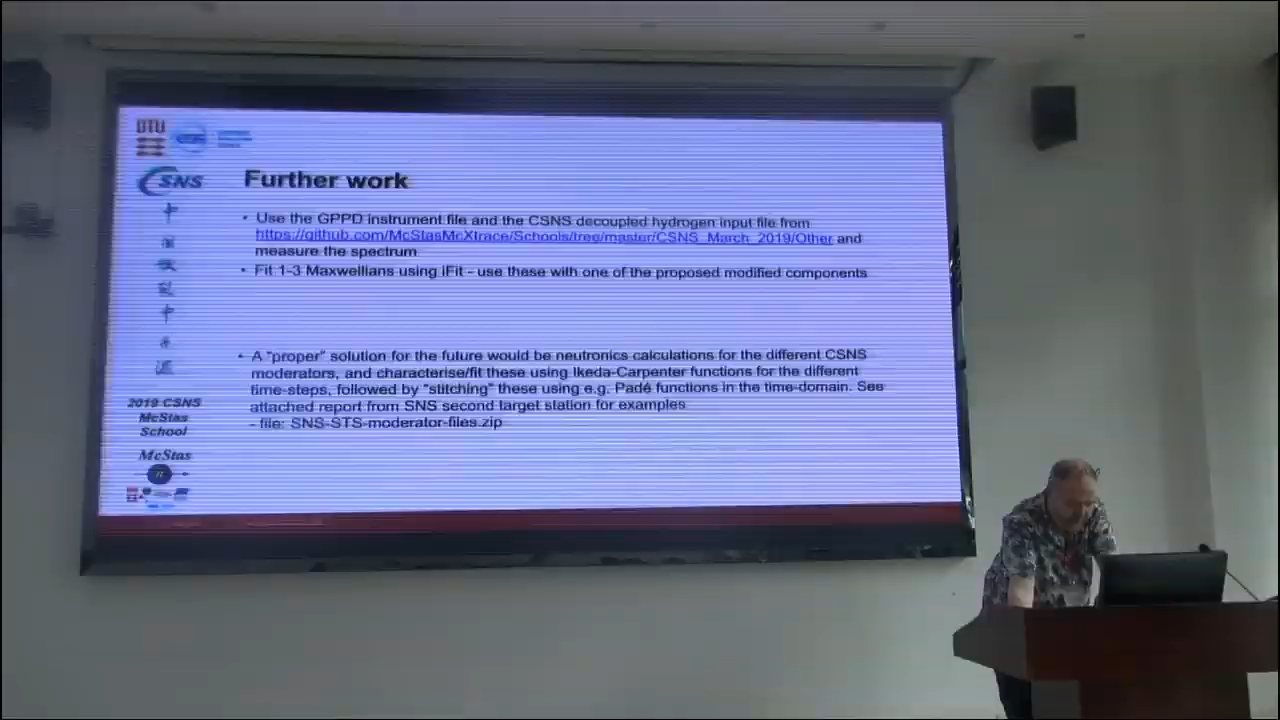 DTU
CSNS
Further work
• Use the GPPD instrument file and the CSNS decoupled hydrogen input file from
https://github.com/McStasMcXtrace/Schools/tree/master/CSNS_March_2019/Other and
measure the spectrum
• Fit 1-3 Maxwellians using iFit - use these with one of the proposed modified components
• A "proper" solution for the future would be neutronics calculations for the different CSNS
moderators, and characterise/fit these using Ikeda-Carpenter functions for the different
time-steps, followed by "stitching" these using e.g. Padé functions in the time-domain. See
attached report from SNS second target station for examples
- file: SNS-STS-moderator-files.zip
中
国
中
源
2019 CSNS
McStas
School
McStas